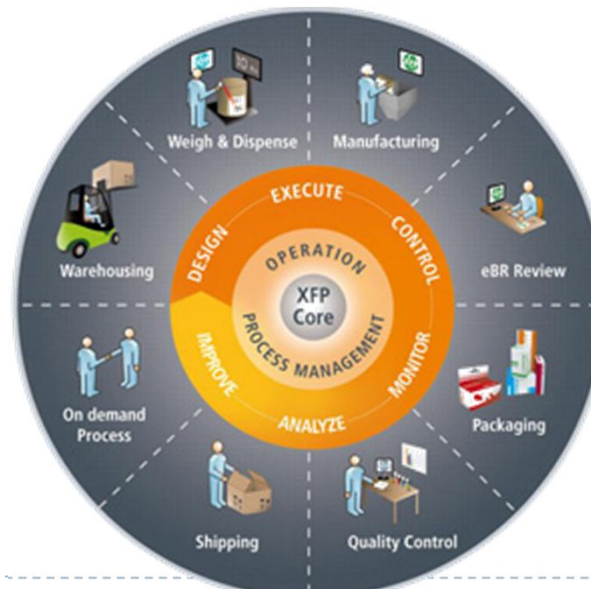 Weigh & Dispense
Manufacturing
Warehousing
eBR Review
On demand
Process
Packaging
Shipping
Quality Control
DESIGN
EXECUTE
CONTROL
MONITOR
ANALYZE
IMPROVE
OPERATION
PROCESS MANAGEMENT
XFP
Core